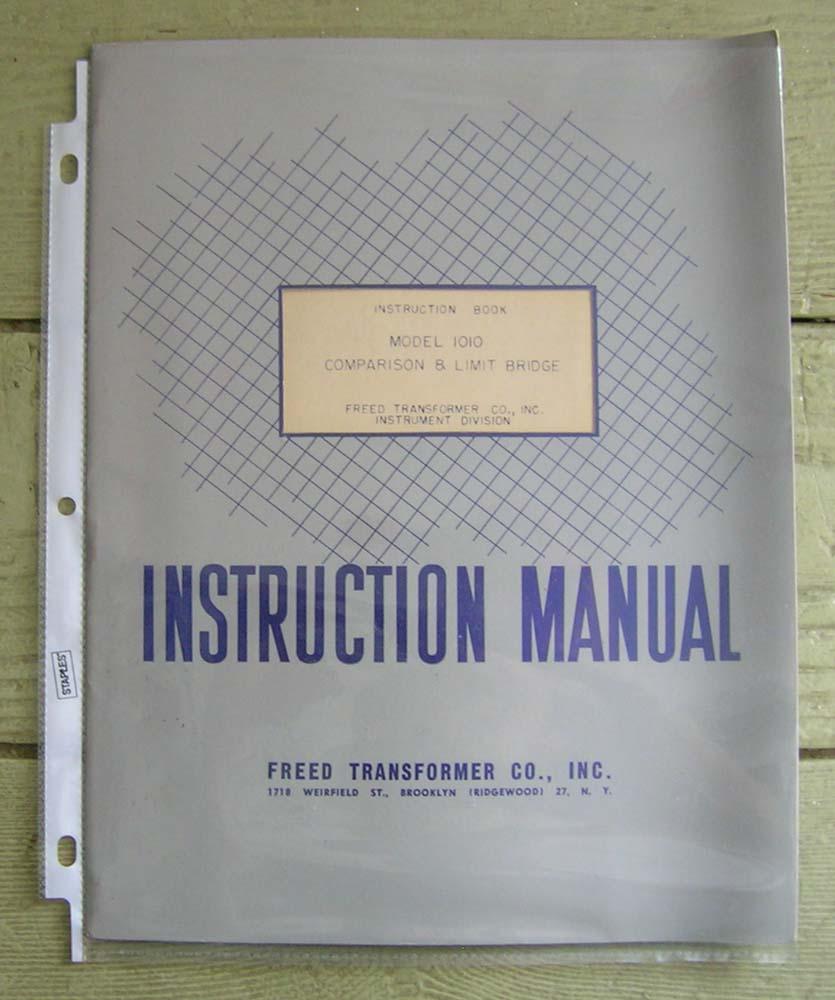 INSTRUCTION BOOK
MODEL 1010
COMPARISON & LIMIT BRIDGE
FREED TRANSFORMER CO., INC.
INSTRUMENT DIVISION
INSTRUCTION MANUAL
STAPLES
FREED TRANSFORMER CO., INC.
1718 WEIRFIELD ST., BROOKLYN (RIDGEWOOD) 27, N. Y.